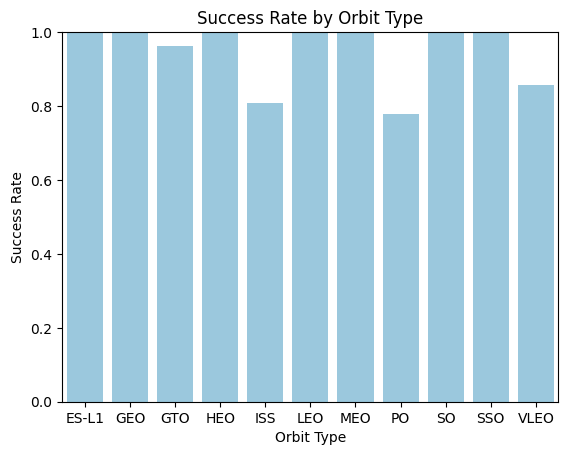 Success Rate by Orbit Type
1.0
0.8
0.6
0.4
0.2
0.0
Success Rate
ES-L1 GEO GTO HEO ISS LEO MEO PO SO SSO VLEO
Orbit Type